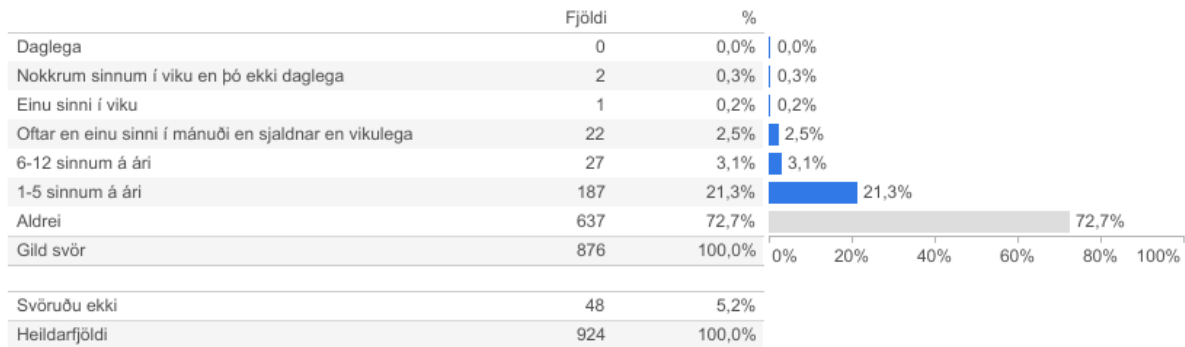 Fjöldi %
Daglega 0 0,0% 0,0%
Nokkrum sinnum í viku en þó ekki daglega 2 0,3% 0,3%
Einu sinni í viku 1 0,2% 0,2%
Oftar en einu sinni í mánuði en sjaldnar en vikulega 22 2,5% 2,5%
6-12 sinnum á ári 27 3,1% 3,1%
1-5 sinnum á ári 187 21,3% 21,3%
Aldrei 637 72,7% 72,7%
Gild svör 876 100,0% 0% 20% 40% 60% 80% 100%
Svöruðu ekki 48 5,2%
Heildarfjöldi 924 100,0%